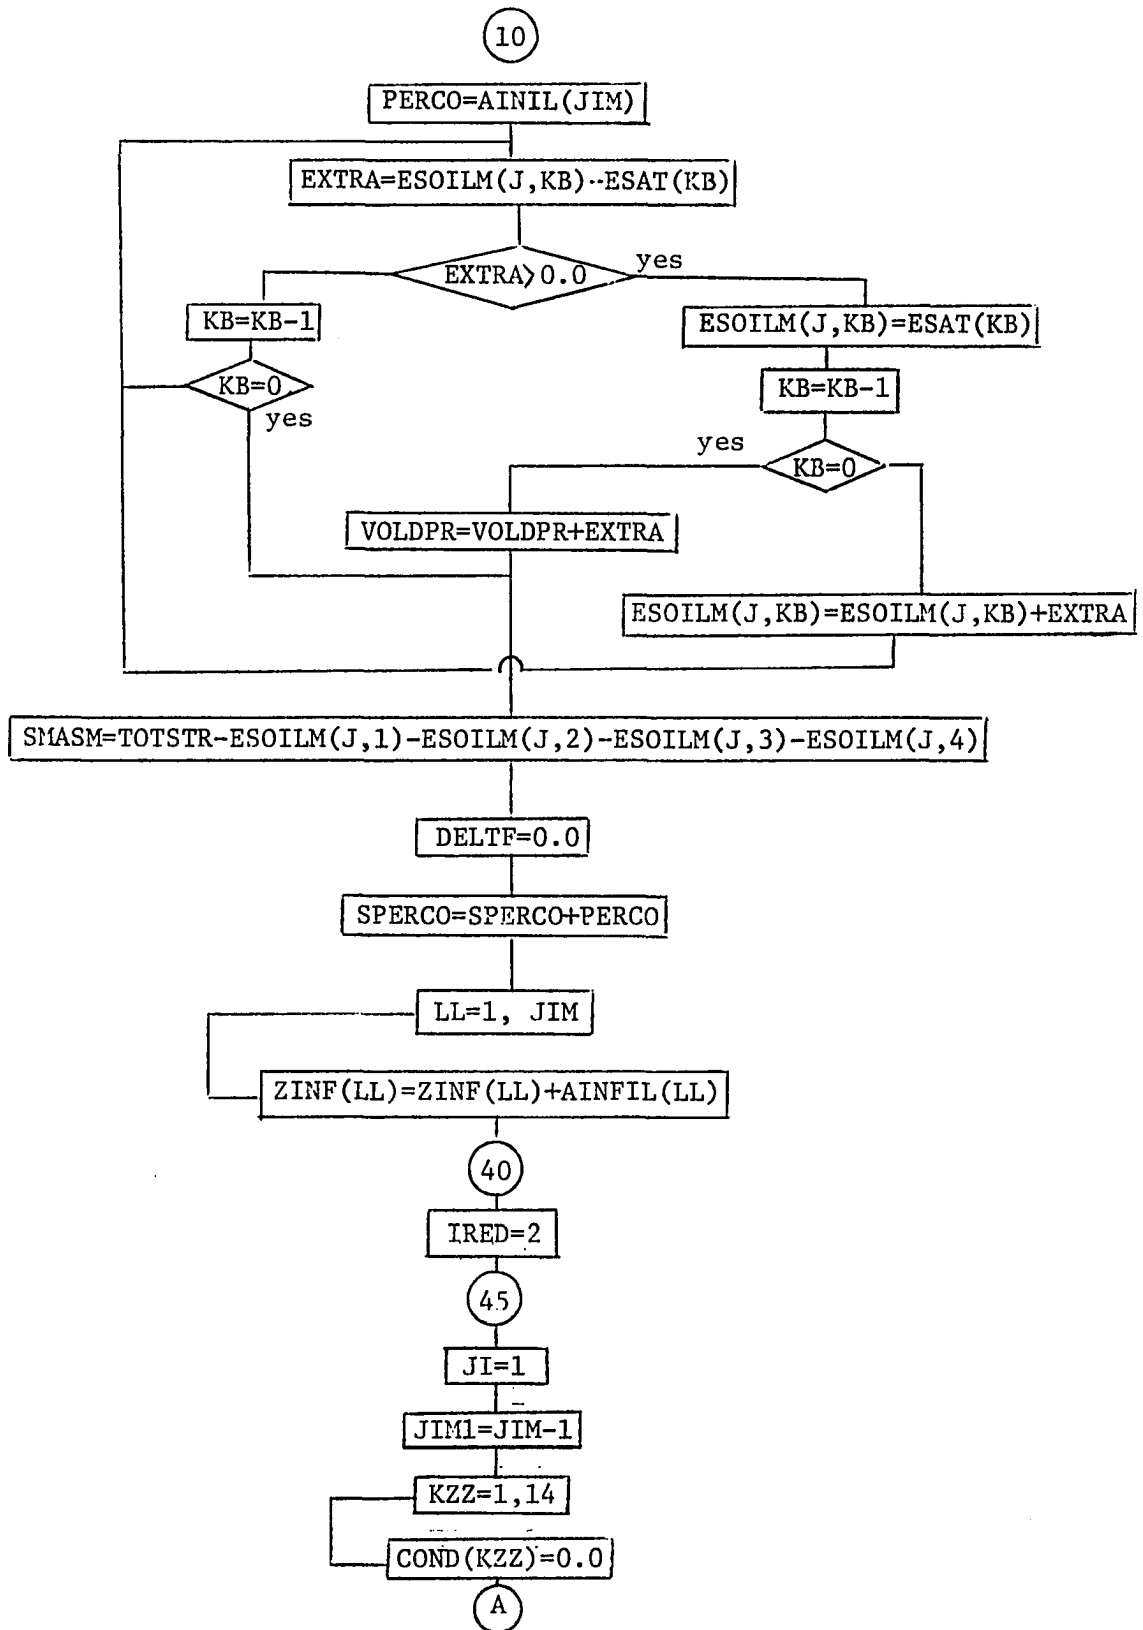 10
PERCO=AINIL(JIM)
EXTRA=ESOILM(J,KB)--ESAT(KB)
EXTRA>0.0
yes
KB=KB-1
ESOILM(J,KB)=ESAT(KB)
KB=0
yes
KB=KB-1
yes
KB=0
VOLDPR=VOLDPR+EXTRA
ESOILM(J,KB)=ESOILM(J,KB)+EXTRA
SMASM=TOTSTR-ESOILM(J,1)-ESOILM(J,2)-ESOILM(J,3)-ESOILM(J,4)
DELTF=0.0
SPERCO=SPERCO+PERCO
LL=1, JIM
ZINF(LL)=ZINF(LL)+AINFIL(LL)
40
IRED=2
45
JI=1
JIM1=JIM-1
KZZ=1,14
COND(KZZ)=0.0
A